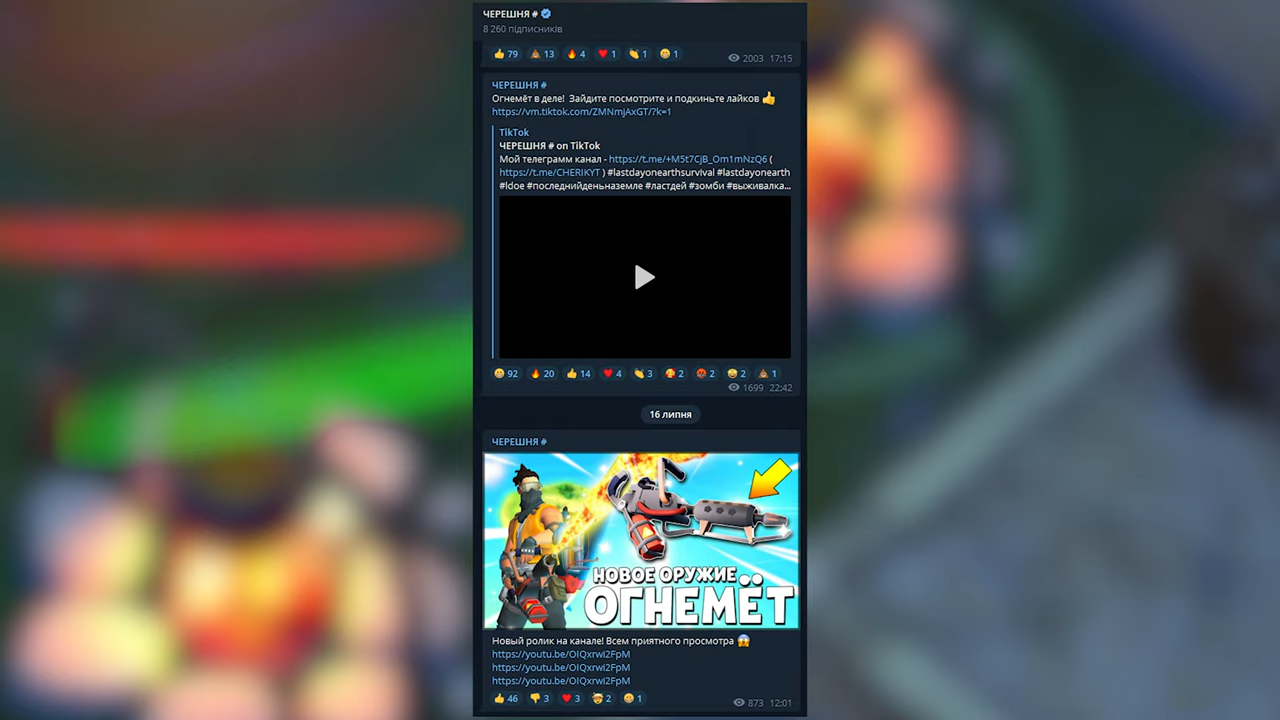 ЧЕРЕШНЯ #
8 260 підписників
79 13 4 1 1 1
2003 17:15
ЧЕРЕШНЯ #
Огнемёт в деле! Зайдите посмотрите и подкиньте лайков
https://vm.tiktok.com/ZMNmJAxGT/?k=1
TikTok
ЧЕРЕШНЯ # on TikTok
Мой телеграмм канал - https://t.me/+M5t7CjB_Om1mNzQ6 (
https://t.me/CHERIKYT ) #lastdayonearthsurvival #lastdayonearth
#ldoe #последнийденьназемле #ластдей #зомби #выживалка...
92 20 14 4 3 2 2 2 1
1699 22:42
16 липня
ЧЕРЕШНЯ #
НОВОЕ ОРУЖИЕ
ОГНЕМЁТ
Новый ролик на канале! Всем приятного просмотра
https://youtu.be/OIQxrwI2FpM
https://youtu.be/OIQxrwI2FpM
https://youtu.be/OIQxrwI2FpM
46 3 3 2 1
873 12:01